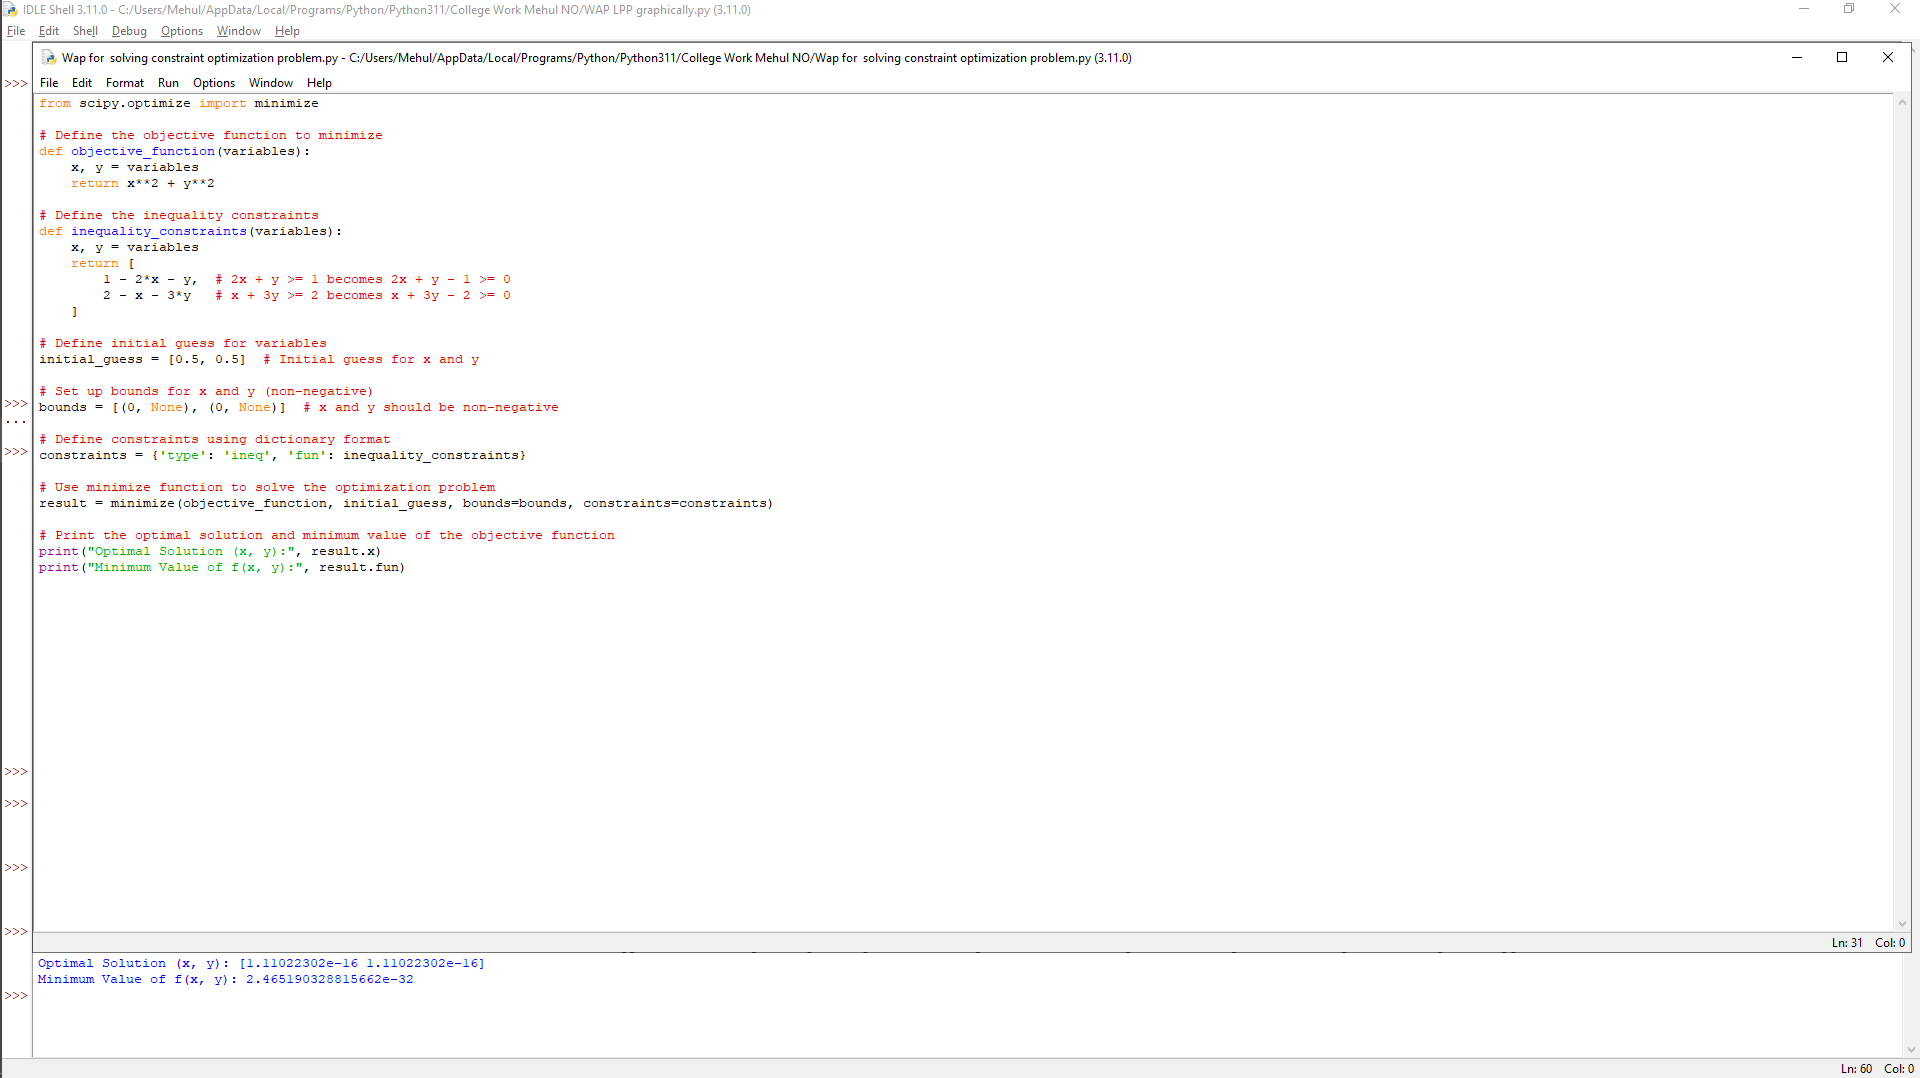 IDLE Shell 3.11.0 - C:/Users/Mehul/AppData/Local/Programs/Python/Python311/College Work Mehul NO/WAP LPP graphically.py (3.11.0)
File Edit Shell Debug Options Window Help
Wap for  solving constraint optimization problem.py - C:/Users/Mehul/AppData/Local/Programs/Python/Python311/College Work Mehul NO/Wap for  solving constraint optimization problem.py (3.11.0)
>>> File Edit Format Run Options Window Help
from scipy.optimize import minimize

# Define the objective function to minimize
def objective_function(variables):
    x, y = variables
    return x**2 + y**2

# Define the inequality constraints
def inequality_constraints(variables):
    x, y = variables
    return [
        1 - 2*x - y,  # 2x + y >= 1 becomes 2x + y - 1 >= 0
        2 - x - 3*y   # x + 3y >= 2 becomes x + 3y - 2 >= 0
    ]

# Define initial guess for variables
initial_guess = [0.5, 0.5]  # Initial guess for x and y

# Set up bounds for x and y (non-negative)
>>>
bounds = [(0, None), (0, None)]  # x and y should be non-negative
...
# Define constraints using dictionary format
>>>
constraints = {'type': 'ineq', 'fun': inequality_constraints}

# Use minimize function to solve the optimization problem
result = minimize(objective_function, initial_guess, bounds=bounds, constraints=constraints)

# Print the optimal solution and minimum value of the objective function
print("Optimal Solution (x, y):", result.x)
print("Minimum Value of f(x, y):", result.fun)
>>>
>>>
>>>
>>>
Ln: 31 Col: 0
Optimal Solution (x, y): [1.11022302e-16 1.11022302e-16]
Minimum Value of f(x, y): 2.465190328815662e-32
>>>
Ln: 60 Col: 0